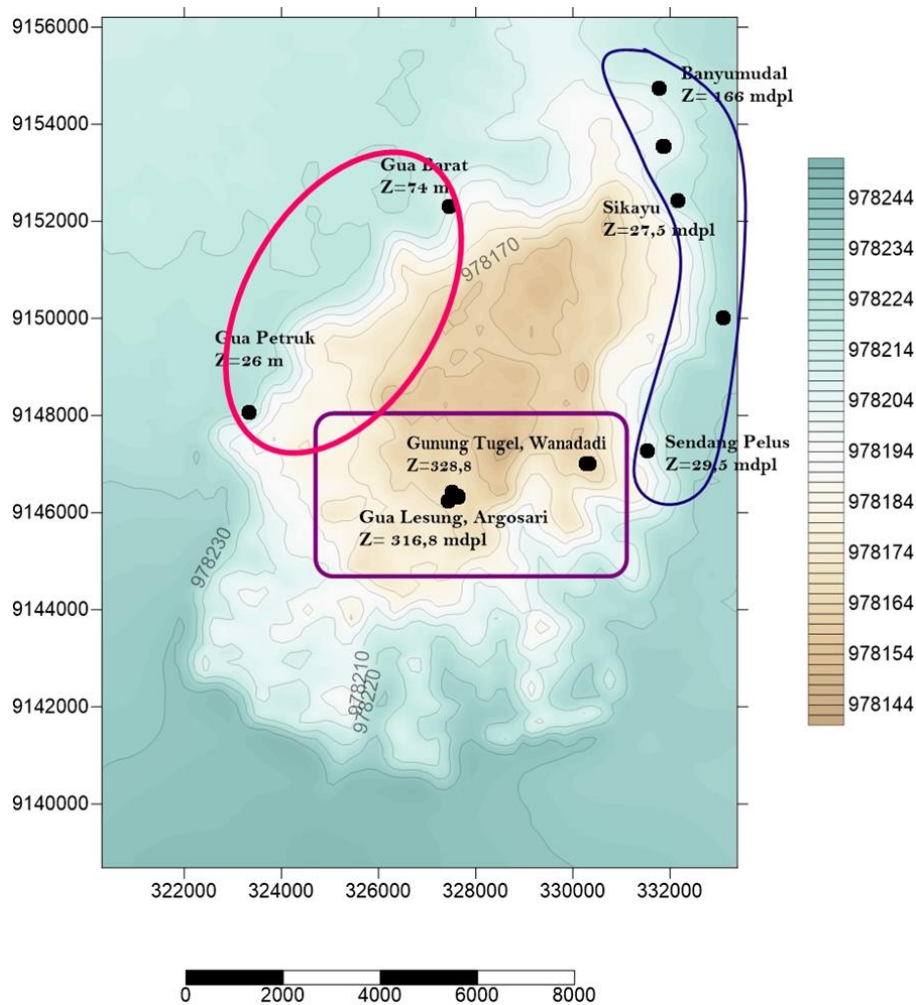 9156000
9154000
9152000
9150000
9148000
9146000
9144000
9142000
9140000
Banyumudal
Z= 166 mdpl
Gua Barat
Z=74 m
Sikayu
Z=27,5 mdpl
978170
Gua Petruk
Z=26 m
Gunung Tugel, Wanadadi
Z=328,8
Sendang Pelus
Z=29,5 mdpl
Gua Lesung, Argosari
Z= 316,8 mdpl
978230
978210
978220
322000 324000 326000 328000 330000 332000
978244
978234
978224
978214
978204
978194
978184
978174
978164
978154
978144
0 2000 4000 6000 8000